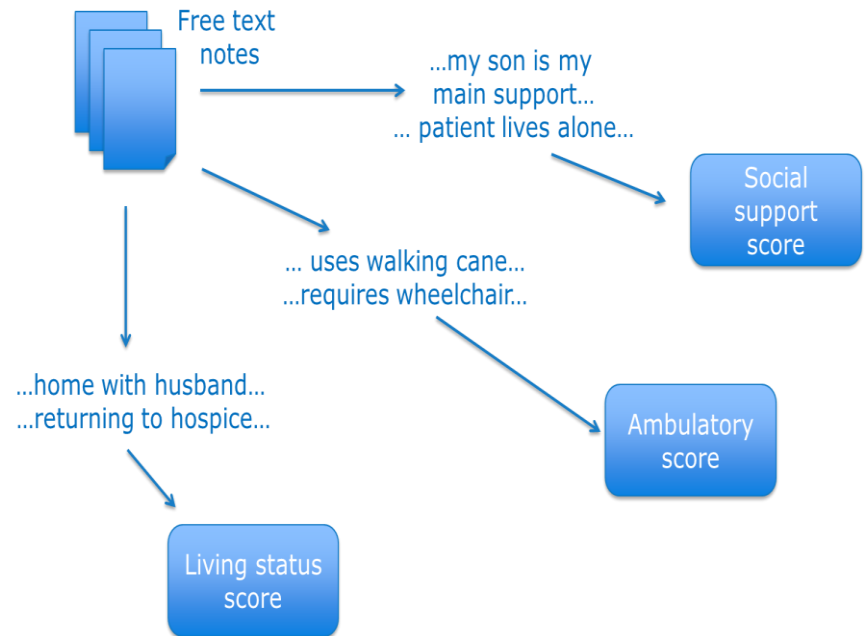 Free text
notes
...my son is my
main support...
... patient lives alone...
Social
support
score
... uses walking cane...
...requires wheelchair...
...home with husband...
...returning to hospice...
Ambulatory
score
Living status
score